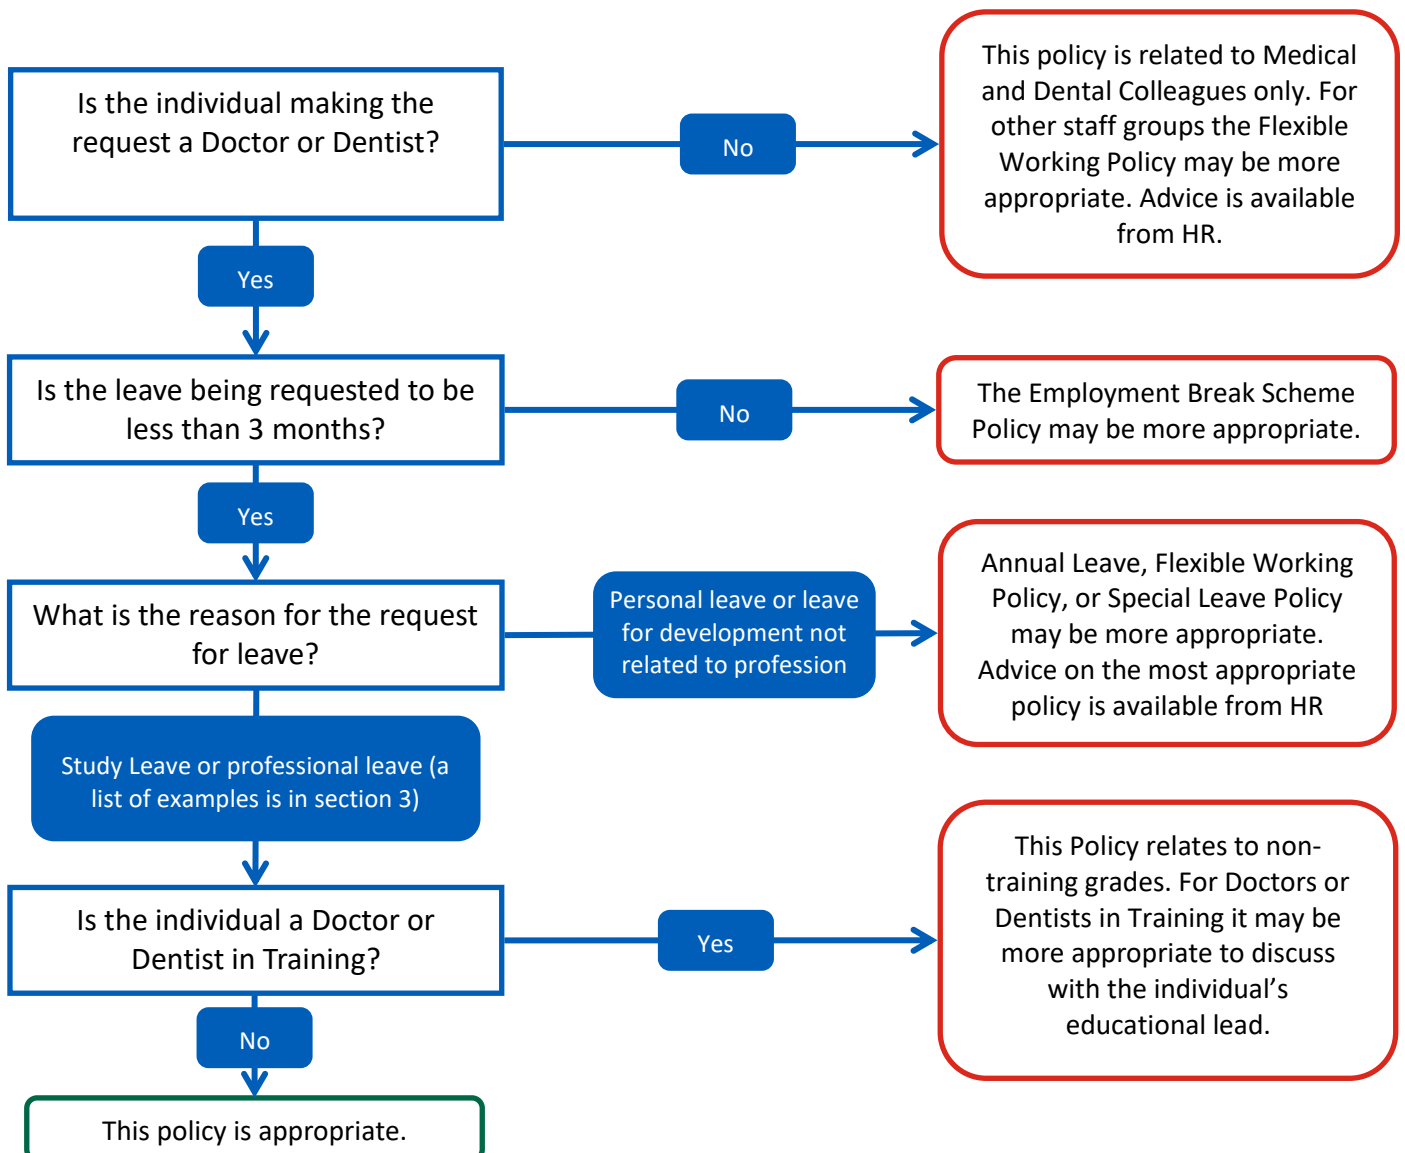 Is the individual making the
request a Doctor or Dentist?
No
This policy is related to Medical
and Dental Colleagues only. For
other staff groups the Flexible
Working Policy may be more
appropriate. Advice is available
from HR.
Yes
Is the leave being requested to be
less than 3 months?
No
The Employment Break Scheme
Policy may be more appropriate.
Yes
What is the reason for the request
for leave?
Personal leave or leave
for development not
related to profession
Annual Leave, Flexible Working
Policy, or Special Leave Policy
may be more appropriate.
Advice on the most appropriate
policy is available from HR
Study Leave or professional leave (a
list of examples is in section 3)
Is the individual a Doctor or
Dentist in Training?
Yes
This Policy relates to non-
training grades. For Doctors or
Dentists in Training it may be
more appropriate to discuss
with the individual’s
educational lead.
No
This policy is appropriate.